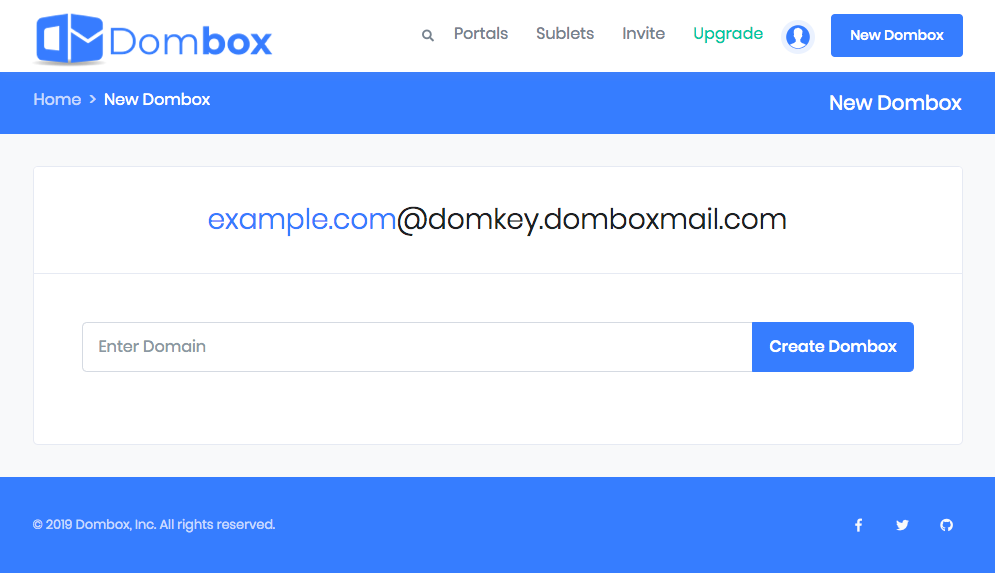 Dombox
Portals Sublets Invite Upgrade New Dombox
Home > New Dombox New Dombox
example.com@domkey.domboxmail.com
Enter Domain Create Dombox
© 2019 Dombox, Inc. All rights reserved.